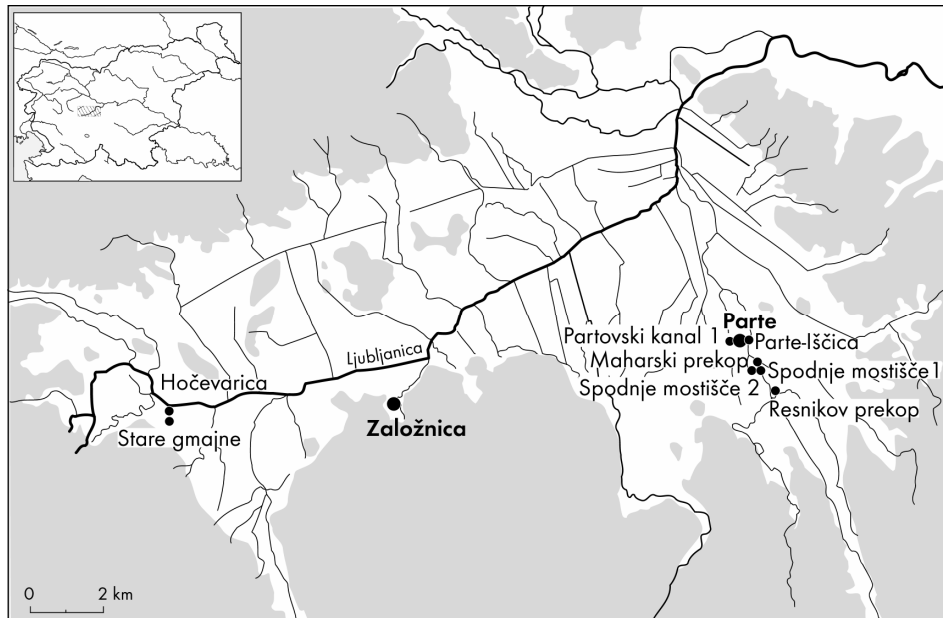 Parte
Partovski kanal 1
Parte-Iščica
Ljubljanica
Maharski prekop
Spodnje mostišče 1
Hočevarica
Spodnje mostišče 2
Resnikov prekop
Založnica
Stare gmajne
0 2 km